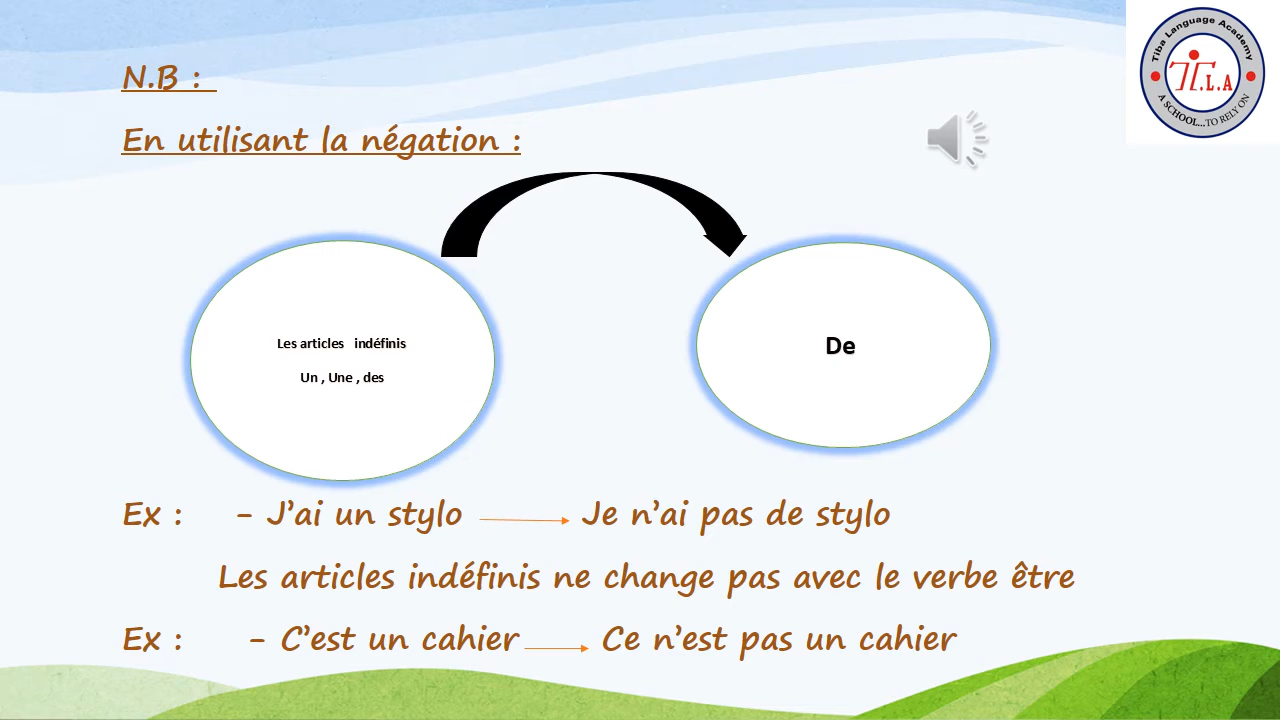 Tiba Language Academy
T.L.A
A SCHOOL...TO RELY ON
N.B :
En utilisant la négation :
Les articles indéfinis
Un , Une , des
De
Ex : - J’ai un stylo Je n’ai pas de stylo
Les articles indéfinis ne change pas avec le verbe être
Ex : - C’est un cahier Ce n’est pas un cahier